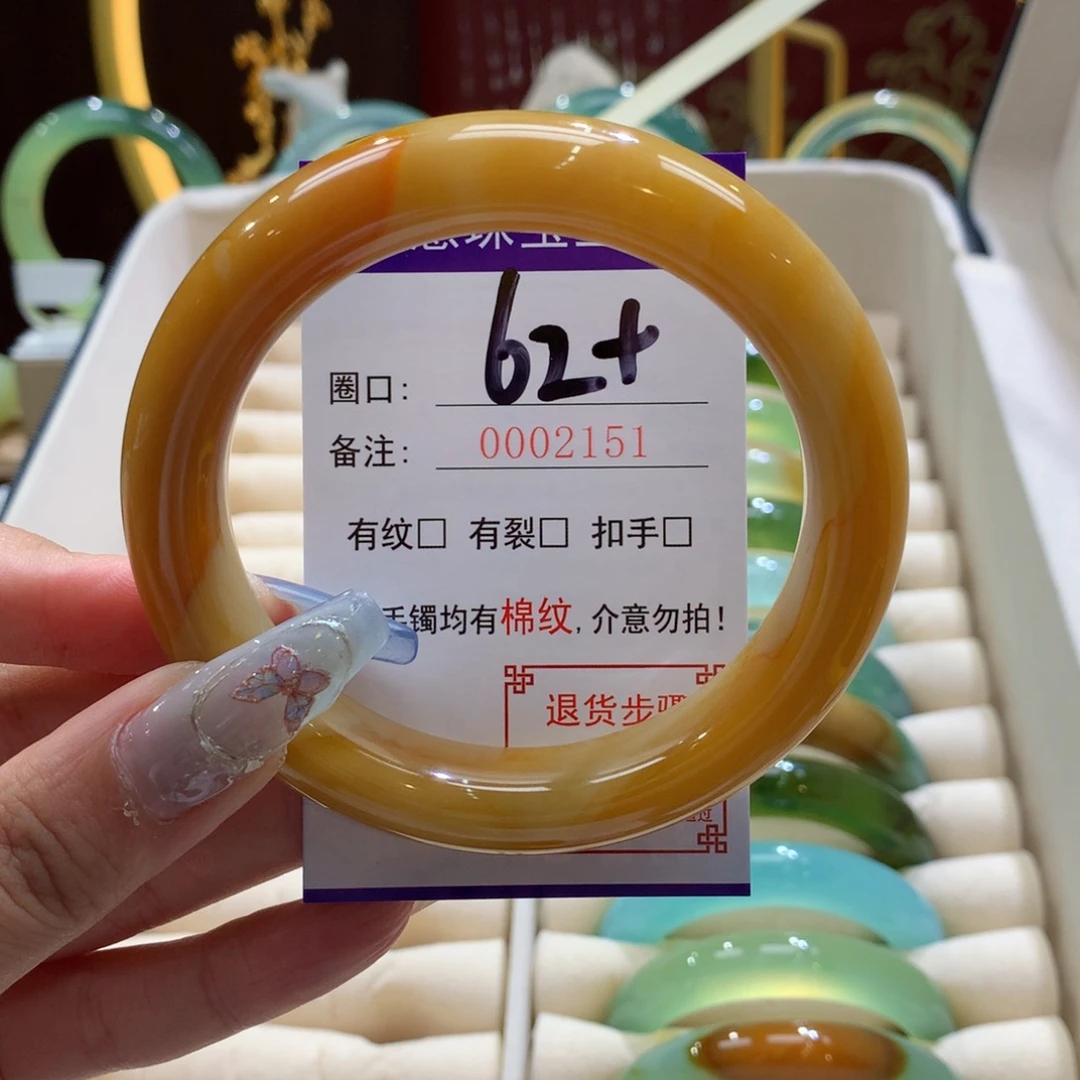 圈口: 62+
备注: 0002151
有纹□ 有裂□ 扣手□
手镯均有棉纹,介意勿拍!
退货步骤